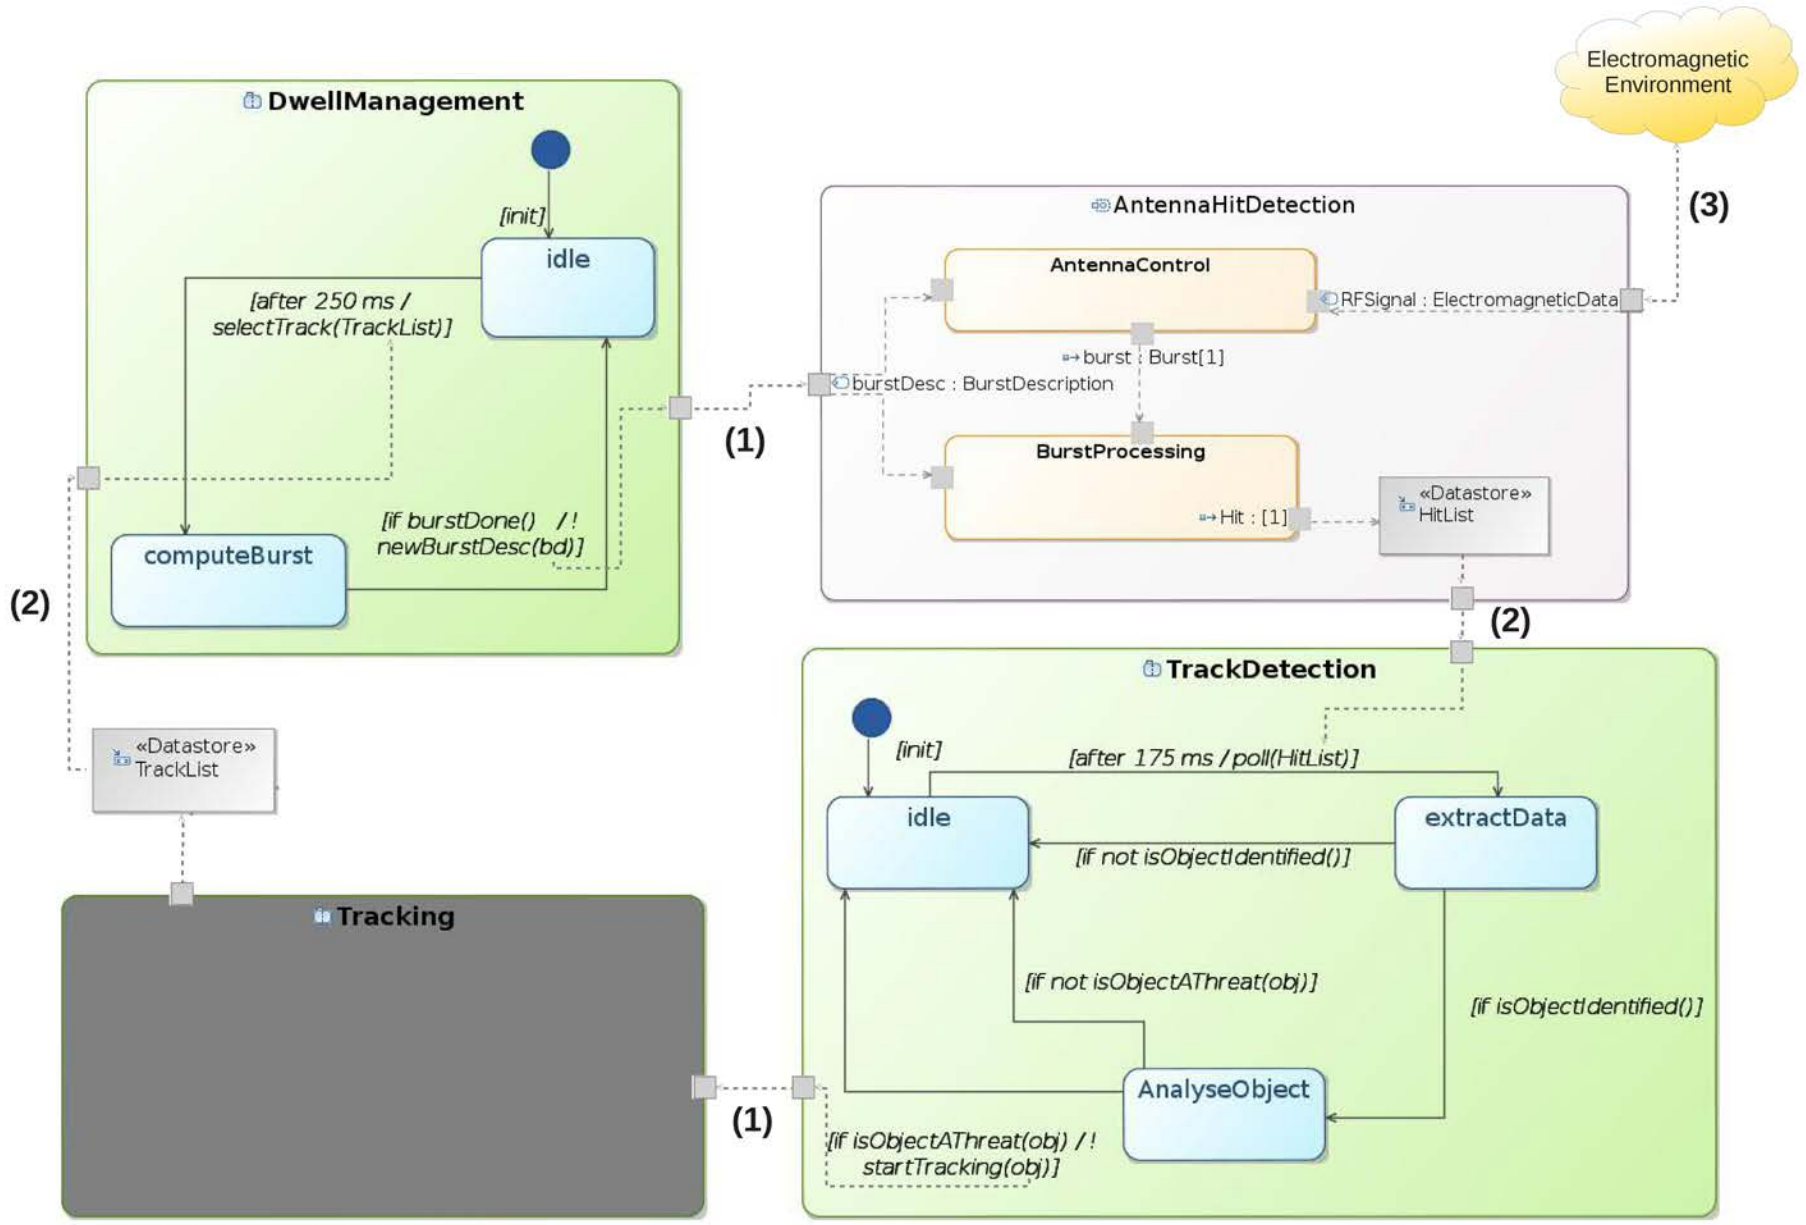 Electromagnetic
Environment
(3)
DwellManagement
[init]
idle
[after 250 ms /
selectTrack(TrackList)]
[if burstDone() /!
newBurstDesc(bd)]
computeBurst
(1)
(2)
AntennaHitDetection
AntennaControl
RFSignal : ElectromagneticData
burst : Burst[1]
burstDesc : BurstDescription
BurstProcessing
Hit : [1]
«Datastore»
HitList
(2)
«Datastore»
TrackList
Tracking
(1)
TrackDetection
[init]
[after 175 ms / poll(HitList)]
idle
extractData
[if not isObjectIdentified()]
[if not isObjectAThreat(obj)]
[if isObjectIdentified()]
AnalyseObject
[if isObjectAThreat(obj) /!
startTracking(obj)]